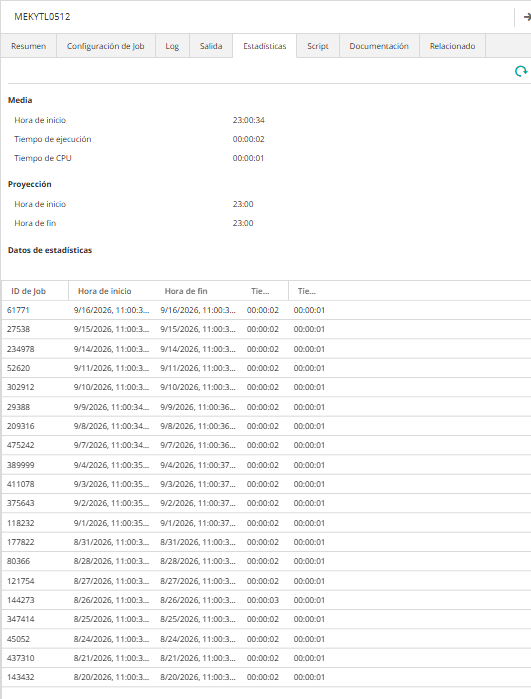 MEKYTL0512
Resumen Configuración de Job Log Salida Estadísticas Script Documentación Relacionado
Media
Hora de inicio 23:00:34
Tiempo de ejecución 00:00:02
Tiempo de CPU 00:00:01
Proyección
Hora de inicio 23:00
Hora de fin 23:00
Datos de estadísticas
ID de Job Hora de inicio Hora de fin Tie... Tie...
61771 9/16/2026, 11:00:3... 9/16/2026, 11:00:3... 00:00:02 00:00:01
27538 9/15/2026, 11:00:3... 9/15/2026, 11:00:3... 00:00:02 00:00:01
234978 9/14/2026, 11:00:3... 9/14/2026, 11:00:3... 00:00:02 00:00:01
52620 9/11/2026, 11:00:3... 9/11/2026, 11:00:3... 00:00:02 00:00:01
302912 9/10/2026, 11:00:3... 9/10/2026, 11:00:3... 00:00:02 00:00:01
29388 9/9/2026, 11:00:34... 9/9/2026, 11:00:36... 00:00:02 00:00:01
209316 9/8/2026, 11:00:34... 9/8/2026, 11:00:36... 00:00:02 00:00:01
475242 9/7/2026, 11:00:34... 9/7/2026, 11:00:36... 00:00:02 00:00:01
389999 9/4/2026, 11:00:35... 9/4/2026, 11:00:37... 00:00:02 00:00:01
411078 9/3/2026, 11:00:35... 9/3/2026, 11:00:37... 00:00:02 00:00:01
375643 9/2/2026, 11:00:35... 9/2/2026, 11:00:37... 00:00:02 00:00:01
118232 9/1/2026, 11:00:35... 9/1/2026, 11:00:37... 00:00:02 00:00:01
177822 8/31/2026, 11:00:3... 8/31/2026, 11:00:3... 00:00:02 00:00:01
80366 8/28/2026, 11:00:3... 8/28/2026, 11:00:3... 00:00:02 00:00:01
121754 8/27/2026, 11:00:3... 8/27/2026, 11:00:3... 00:00:02 00:00:01
144273 8/26/2026, 11:00:3... 8/26/2026, 11:00:3... 00:00:03 00:00:01
347414 8/25/2026, 11:00:3... 8/25/2026, 11:00:3... 00:00:02 00:00:01
45052 8/24/2026, 11:00:3... 8/24/2026, 11:00:3... 00:00:02 00:00:01
437310 8/21/2026, 11:00:3... 8/21/2026, 11:00:3... 00:00:02 00:00:01
143432 8/20/2026, 11:00:3... 8/20/2026, 11:00:3... 00:00:02 00:00:01